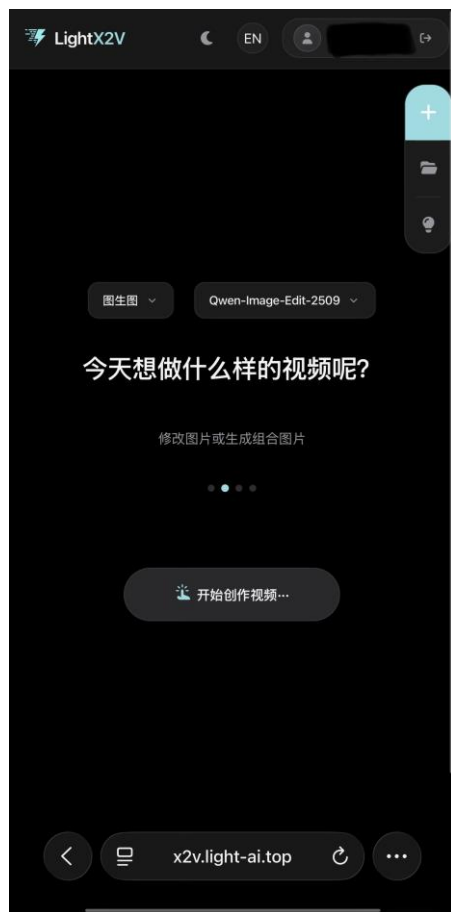 LightX2V
EN
图生图
Qwen-Image-Edit-2509
今天想做什么样的视频呢?
修改图片或生成组合图片
开始创作视频···
x2v.light-ai.top